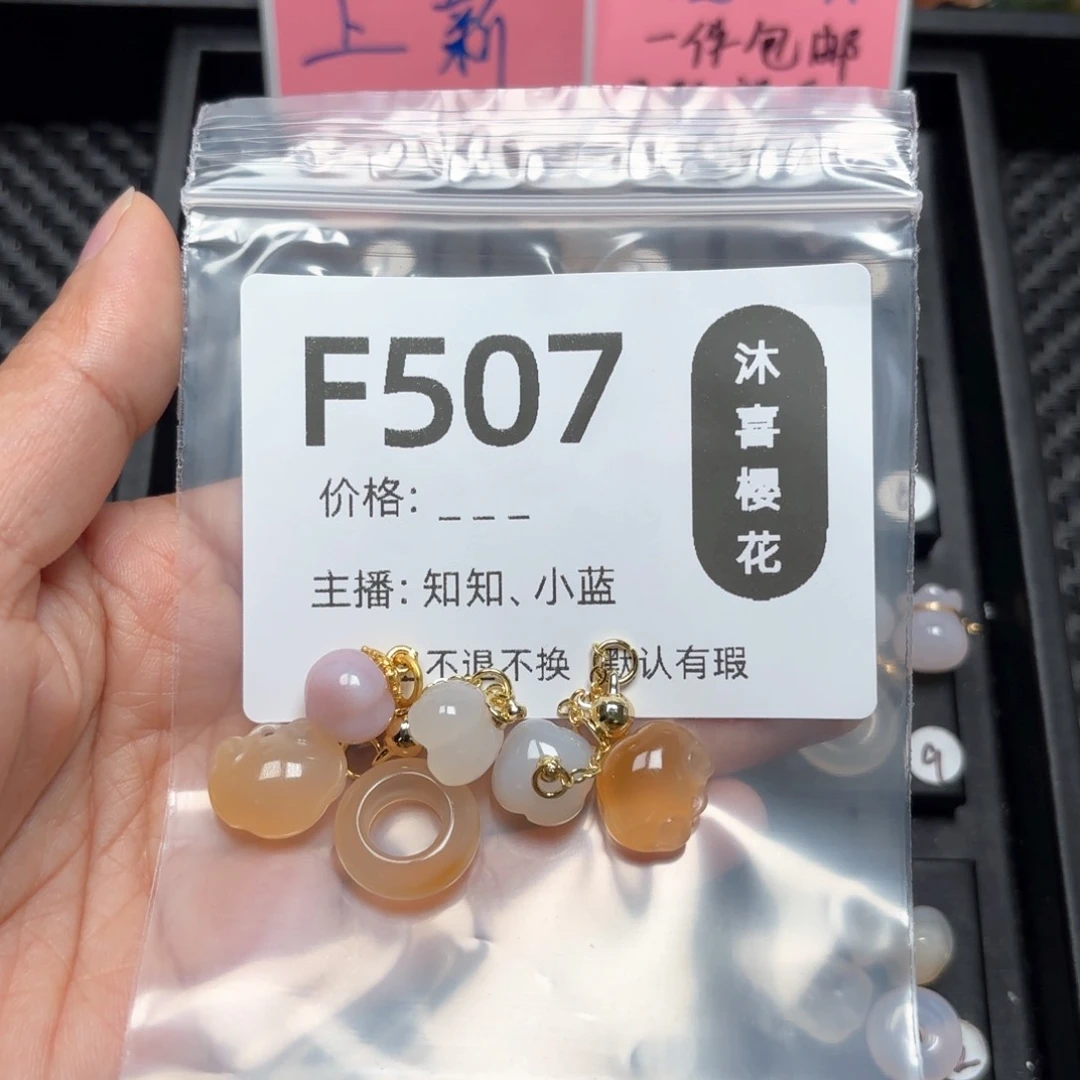 上新
一件包邮
F507
价格: _ _ _
主播: 知知、小蓝
不退不换 默认有瑕
沐喜樱花
9